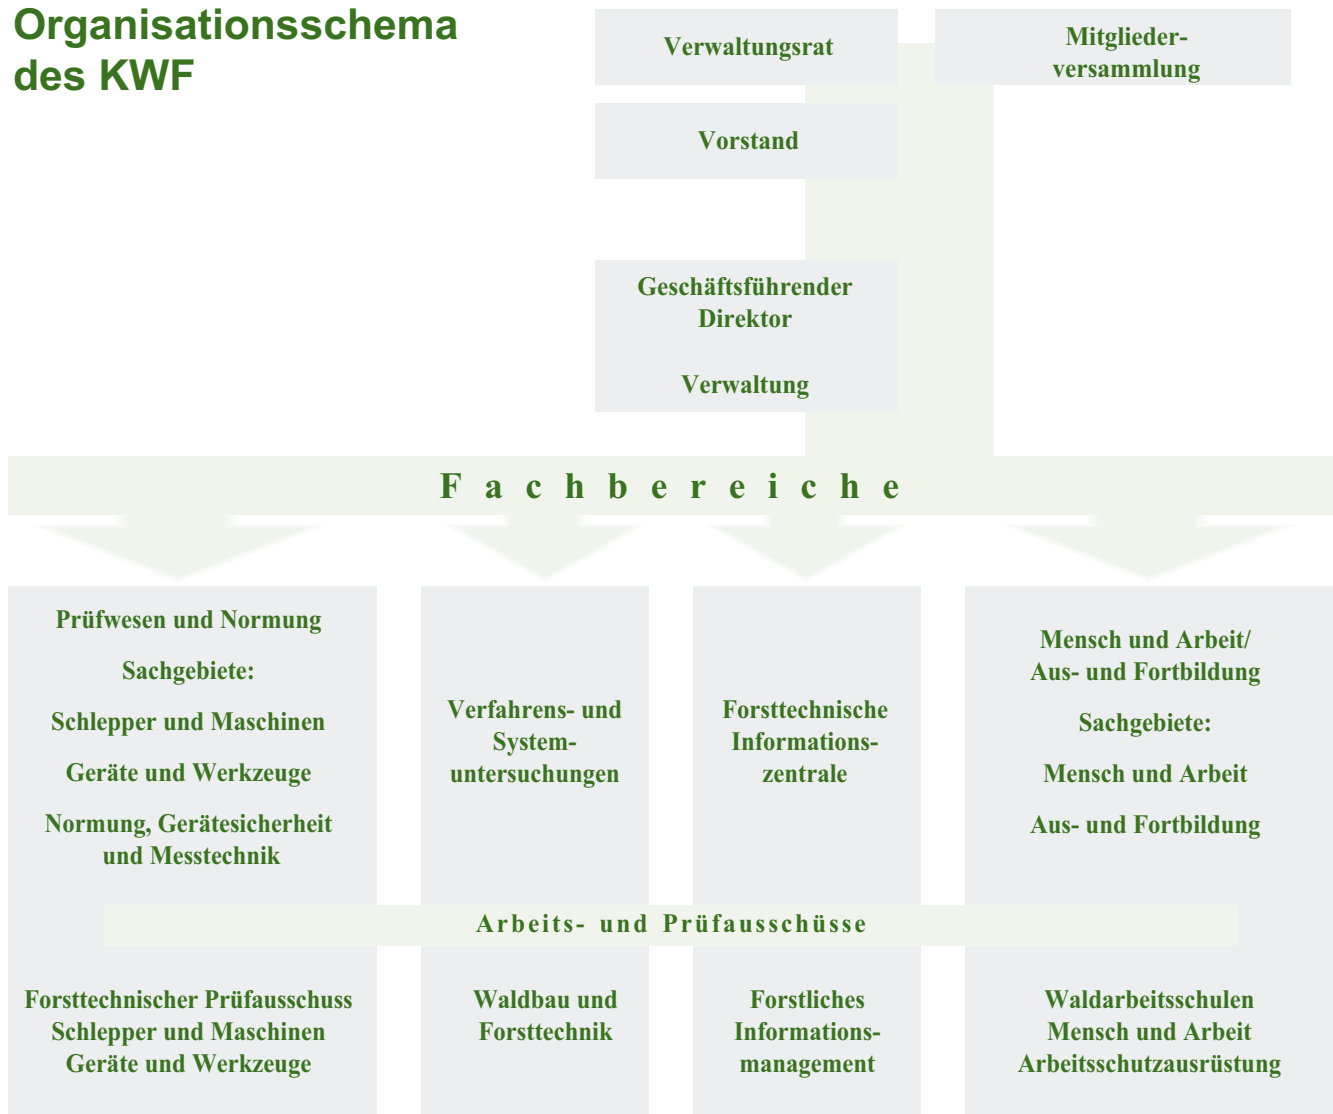 Organisationsschema
des KWF
Verwaltungsrat
Mitglieder-
versammlung
Vorstand
Geschäftsführender
Direktor
Verwaltung
Fachbereiche
Prüfwesen und Normung
Sachgebiete:
Schlepper und Maschinen
Geräte und Werkzeuge
Normung, Gerätesicherheit
und Messtechnik
Verfahrens- und
System-
untersuchungen
Forsttechnische
Informations-
zentrale
Mensch und Arbeit/
Aus- und Fortbildung
Sachgebiete:
Mensch und Arbeit
Aus- und Fortbildung
Arbeits- und Prüfausschüsse
Forsttechnischer Prüfausschuss
Schlepper und Maschinen
Geräte und Werkzeuge
Waldbau und
Forsttechnik
Forstliches
Informations-
management
Waldarbeitsschulen
Mensch und Arbeit
Arbeitsschutzausrüstung